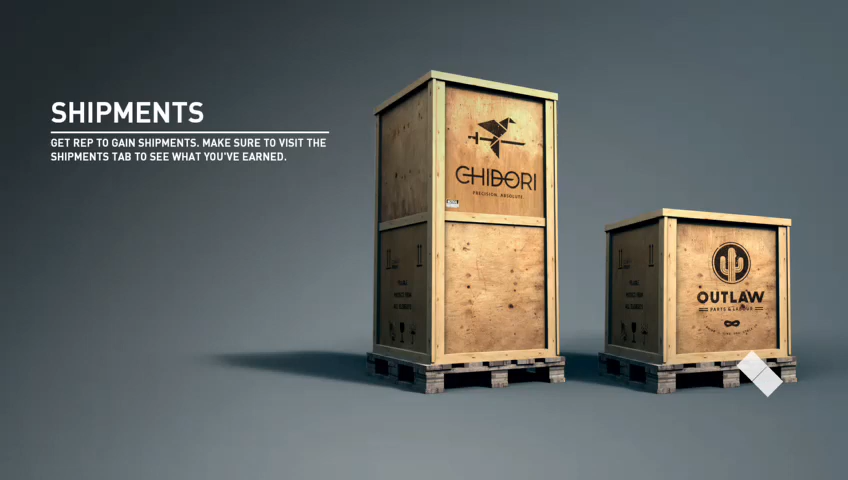 SHIPMENTS
GET REP TO GAIN SHIPMENTS. MAKE SURE TO VISIT THE
SHIPMENTS TAB TO SEE WHAT YOU'VE EARNED.
CHIDORI
PRECISION. ABSOLUTE
OUTLAW
PARTS & LABOUR